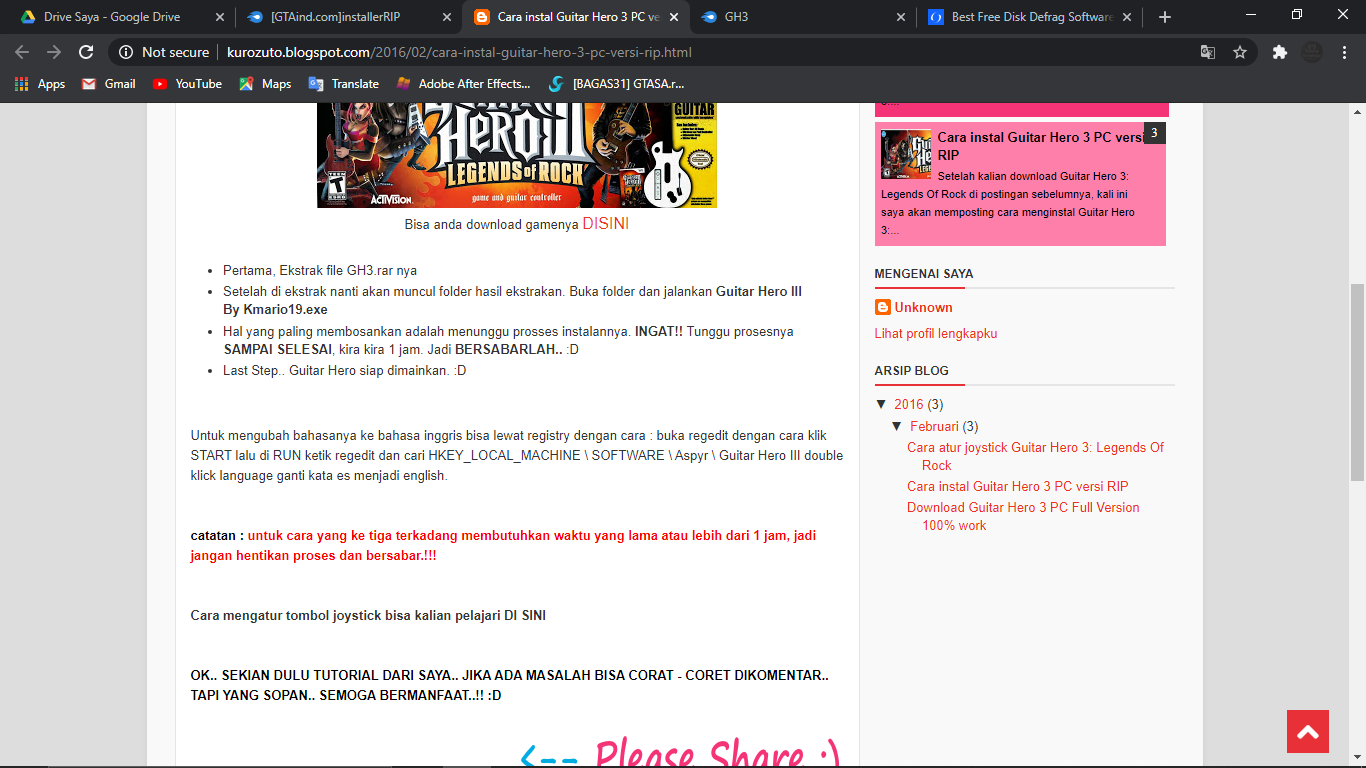 Drive Saya - Google Drive
[GTAind.com]installerRIP
Cara instal Guitar Hero 3 PC ve
GH3
Best Free Disk Defrag Software
Not secure
kurozuto.blogspot.com/2016/02/cara-instal-guitar-hero-3-pc-versi-rip.html
Apps
Gmail
YouTube
Maps
Translate
Adobe After Effects...
[BAGAS31] GTASA.r...
HERO III
LEGENDS OF ROCK
GUITAR
TEEN
T
ACTIVISION
game and guitar controller
Bisa anda download gamenya DISINI
• Pertama, Ekstrak file GH3.rar nya
• Setelah di ekstrak nanti akan muncul folder hasil ekstrakan. Buka folder dan jalankan Guitar Hero III
By Kmario19.exe
• Hal yang paling membosankan adalah menunggu prosses instalannya. INGAT!! Tunggu prosesnya
SAMPAI SELESAI, kira kira 1 jam. Jadi BERSABARLAH.. :D
• Last Step.. Guitar Hero siap dimainkan. :D
Untuk mengubah bahasanya ke bahasa inggris bisa lewat registry dengan cara : buka regedit dengan cara klik
START lalu di RUN ketik regedit dan cari HKEY_LOCAL_MACHINE \ SOFTWARE \ Aspyr \ Guitar Hero III double
klick language ganti kata es menjadi english.
catatan : untuk cara yang ke tiga terkadang membutuhkan waktu yang lama atau lebih dari 1 jam, jadi
jangan hentikan proses dan bersabar.!!!
Cara mengatur tombol joystick bisa kalian pelajari DI SINI
OK.. SEKIAN DULU TUTORIAL DARI SAYA.. JIKA ADA MASALAH BISA CORAT - CORET DIKOMENTAR..
TAPI YANG SOPAN.. SEMOGA BERMANFAAT..!! :D
<-- Please Share :)
3
Cara instal Guitar Hero 3 PC versi
RIP
Setelah kalian download Guitar Hero 3:
Legends Of Rock di postingan sebelumnya, kali ini
saya akan memposting cara menginstal Guitar Hero
3:...
MENGENAI SAYA
Unknown
Lihat profil lengkapku
ARSIP BLOG
▼ 2016 (3)
▼ Februari (3)
Cara atur joystick Guitar Hero 3: Legends Of
Rock
Cara instal Guitar Hero 3 PC versi RIP
Download Guitar Hero 3 PC Full Version
100% work